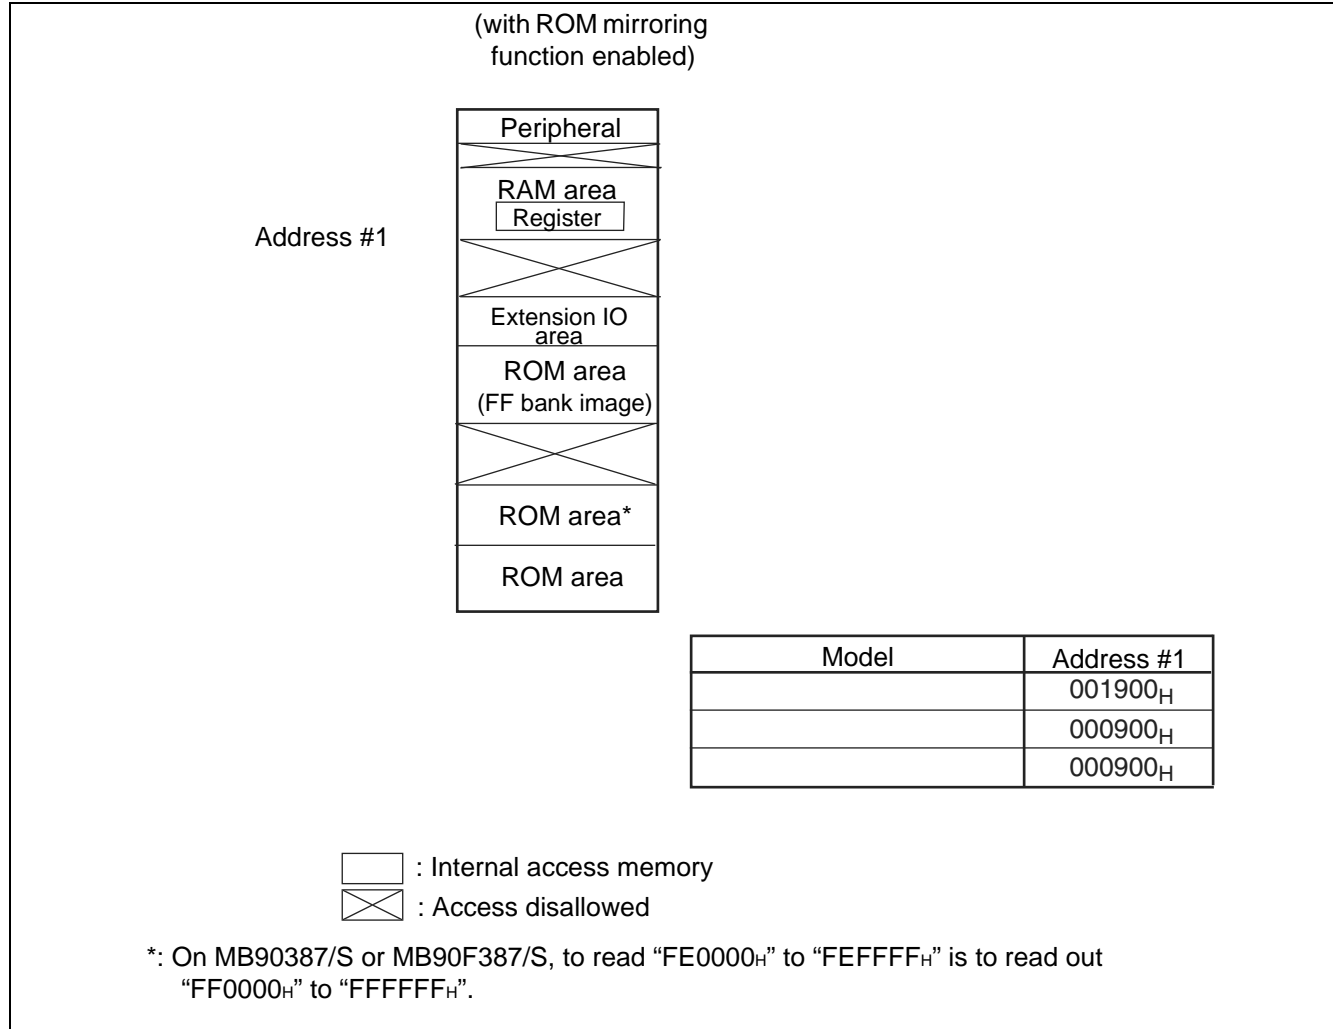 (with ROM mirroring
function enabled)
Peripheral
RAM area
Register
Address #1
Extension IO
area
ROM area
(FF bank image)
ROM area*
ROM area
Model Address #1
001900H
000900H
000900H
: Internal access memory
: Access disallowed
*: On MB90387/S or MB90F387/S, to read “FE0000H” to “FEFFFFH” is to read out
“FF0000H” to “FFFFFFH”.